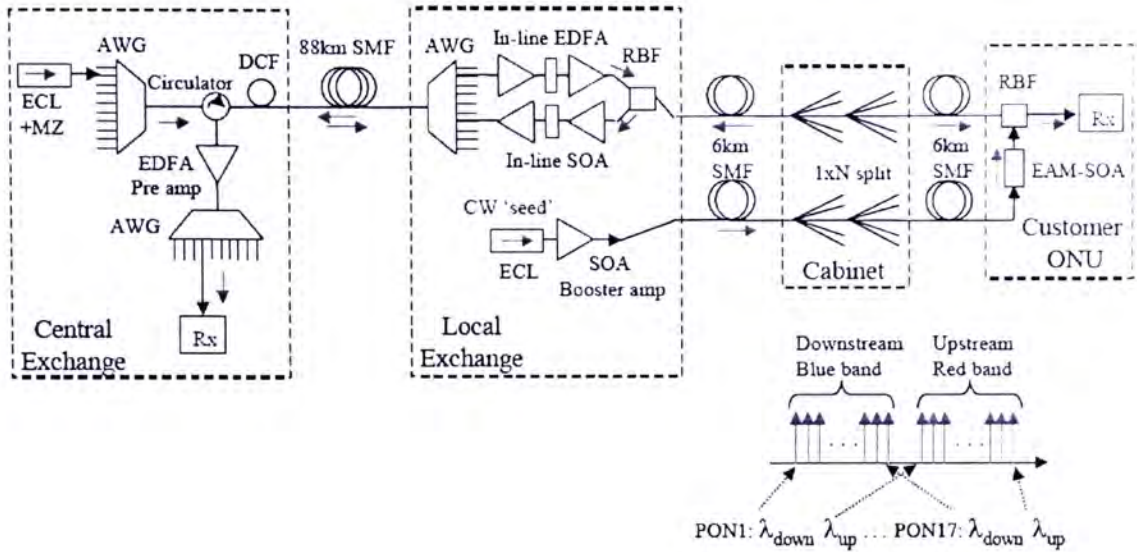 AWG
ECL
+MZ
Circulator
DCF
88km SMF
EDFA
Pre amp
AWG
Rx
Central
Exchange
AWG
In-line EDFA
RBF
In-line SOA
CW 'seed'
ECL
SOA
Booster amp
Local
Exchange
6km
SMF
1xN split
Cabinet
6km
SMF
RBF
Rx
EAM-SOA
Customer
ONU
Downstream
Blue band
Upstream
Red band
PON1: λdown λup ... PON17: λdown λup